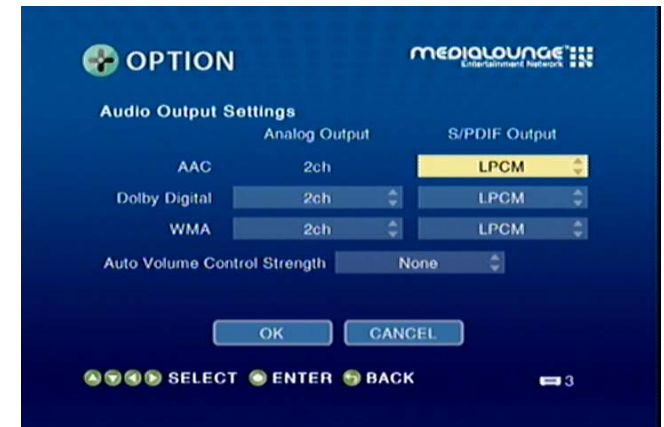 OPTION
MEDIALOUNGE™
Entertainment Network
Audio Output Settings
Analog Output S/PDIF Output
AAC 2ch LPCM
Dolby Digital 2ch LPCM
WMA 2ch LPCM
Auto Volume Control Strength None
OK CANCEL
SELECT ENTER BACK 3